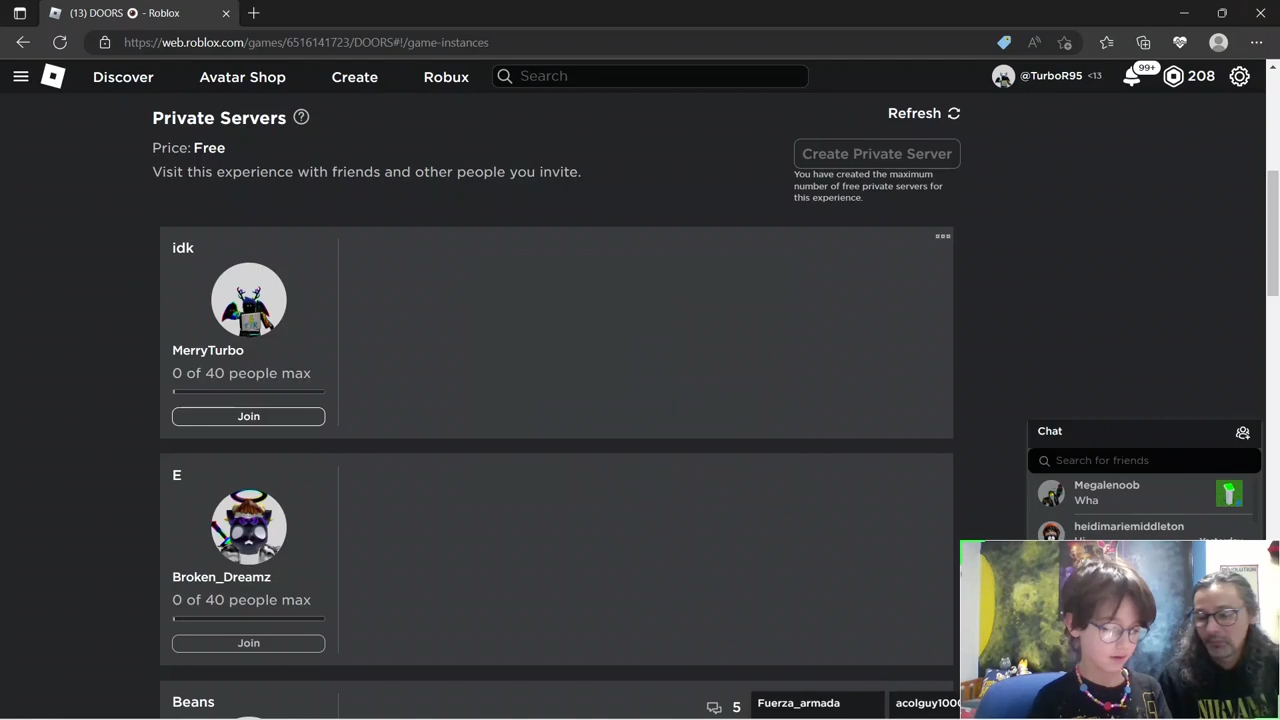 (13) DOORS - Roblox
https://web.roblox.com/games/6516141723/DOORS#!/game-instances
Discover Avatar Shop Create Robux Search @TurboR95 <13 99+ 208
Private Servers
Refresh
Price: Free
Create Private Server
Visit this experience with friends and other people you invite.
You have created the maximum
number of free private servers for
this experience.
idk
MerryTurbo
0 of 40 people max
Join
E
Broken_Dreamz
0 of 40 people max
Join
Beans
Chat
Search for friends
Megalenoob
Wha
heidimariemiddleton
5 Fuerza_armada acolguy1000
REVOLUTION
NIRVANA